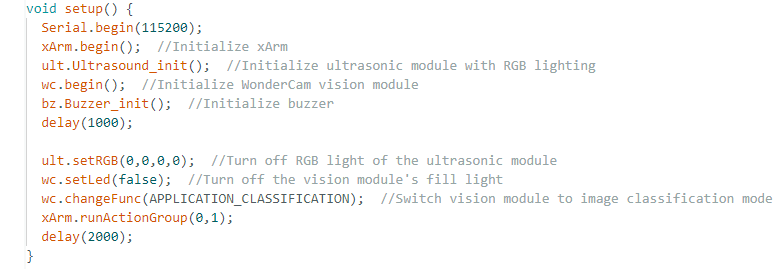 void setup() {
  Serial.begin(115200);
  xArm.begin();  //Initialize xArm
  ult.Ultrasound_init();  //Initialize ultrasonic module with RGB lighting
  wc.begin();  //Initialize WonderCam vision module
  bz.Buzzer_init();  //Initialize buzzer
  delay(1000);

  ult.setRGB(0,0,0,0);  //Turn off RGB light of the ultrasonic module
  wc.setLed(false);  //Turn off the vision module's fill light
  wc.changeFunc(APPLICATION_CLASSIFICATION);  //Switch vision module to image classification mode
  xArm.runActionGroup(0,1);
  delay(2000);
}